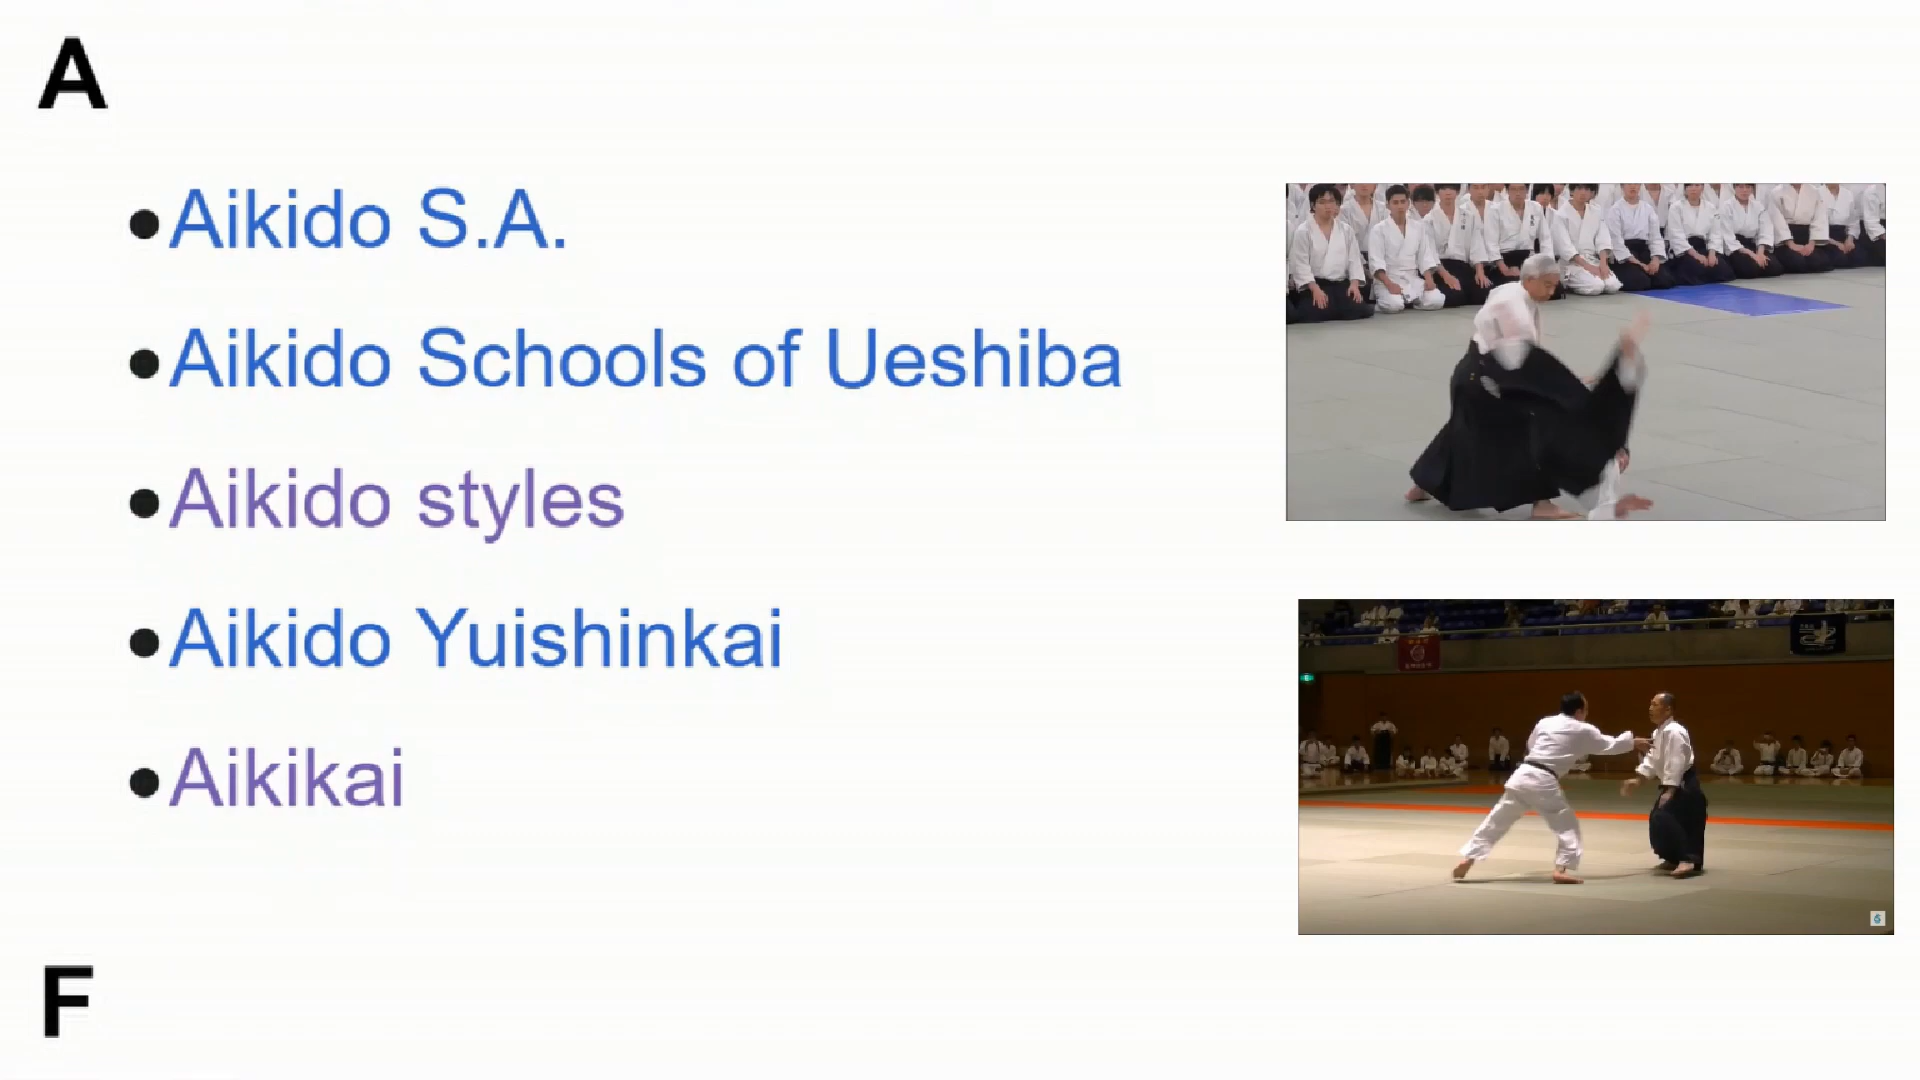 A
•Aikido S.A.
•Aikido Schools of Ueshiba
•Aikido styles
•Aikido Yuishinkai
•Aikikai
F